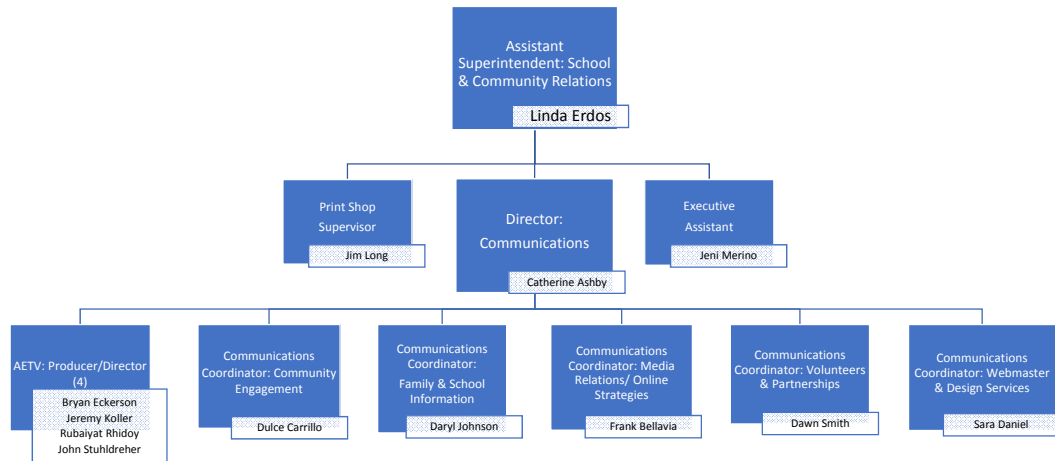 Assistant
Superintendent: School
& Community Relations
Linda Erdos
Print Shop
Supervisor
Jim Long
Director:
Communications
Catherine Ashby
Executive
Assistant
Jeni Merino
AETV: Producer/Director
(4)
Bryan Eckerson
Jeremy Koller
Rubaiyat Rhidoy
John Stuhldreher
Communications
Coordinator: Community
Engagement
Dulce Carrillo
Communications
Coordinator:
Family & School
Information
Daryl Johnson
Communications
Coordinator: Media
Relations/ Online
Strategies
Frank Bellavia
Communications
Coordinator: Volunteers
& Partnerships
Dawn Smith
Communications
Coordinator: Webmaster
& Design Services
Sara Daniel